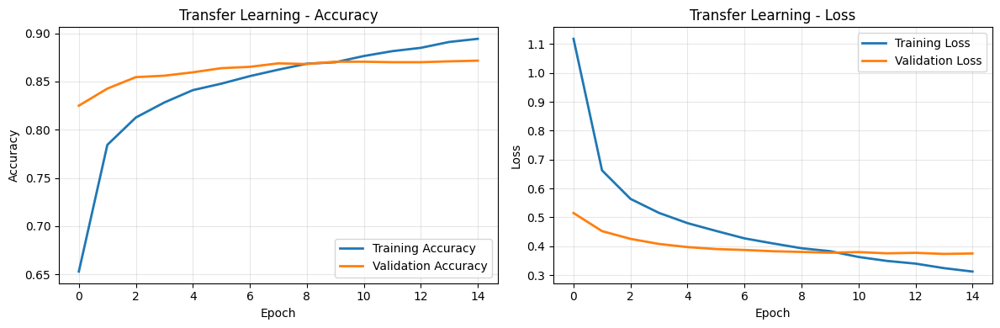 Transfer Learning - Accuracy
0.90
0.85
0.80
0.75
0.70
0.65
Accuracy
0 2 4 6 8 10 12 14
Epoch
Training Accuracy
Validation Accuracy
Transfer Learning - Loss
1.1
1.0
0.9
0.8
0.7
0.6
0.5
0.4
0.3
Loss
0 2 4 6 8 10 12 14
Epoch
Training Loss
Validation Loss